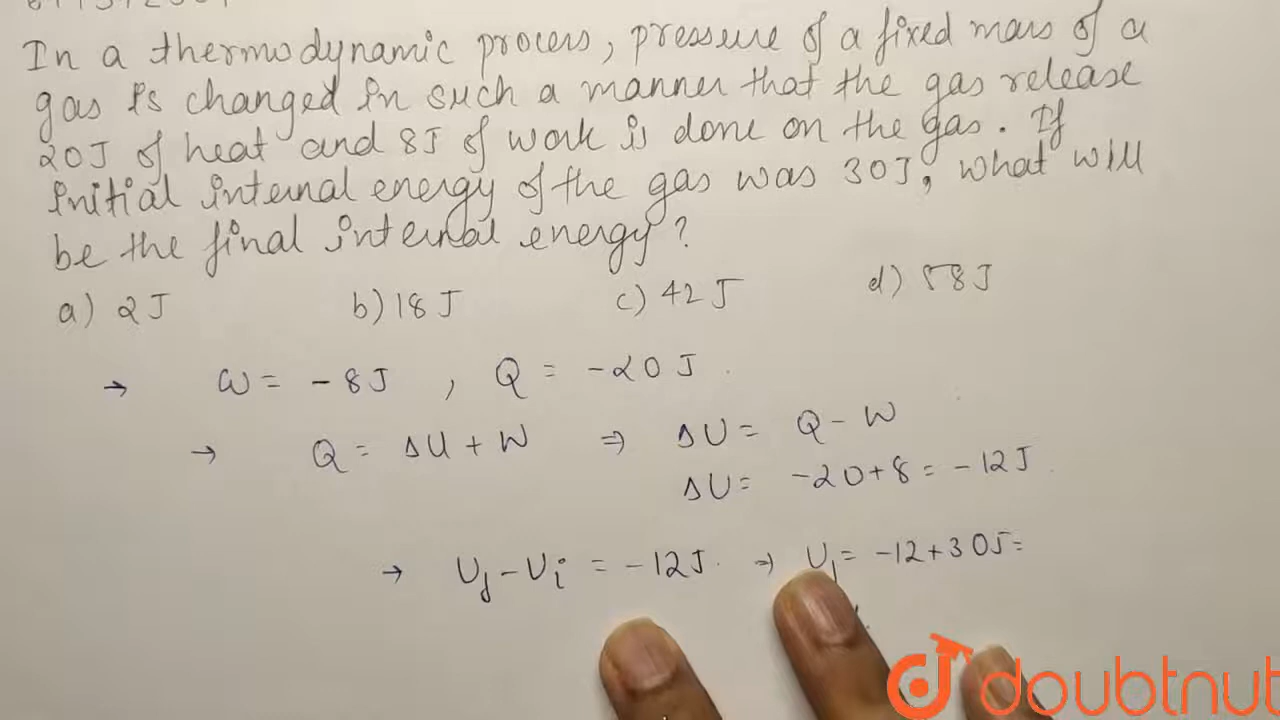 In a thermodynamic process, pressure of a fixed mass of a
gas is changed in such a manner that the gas release
20J of heat and 8J of work is done on the gas. If
initial internal energy of the gas was 30J, what will
be the final internal energy?
a) 2J b) 18J c) 42J d) 58J
→ W = -8J , Q = -20J.
→ Q = ΔU + W ⇒ ΔU = Q - W
ΔU = -20+8 = -12J
→ Uf - Ui = -12J. ⇒ Uf = -12+30J =
doubtnut